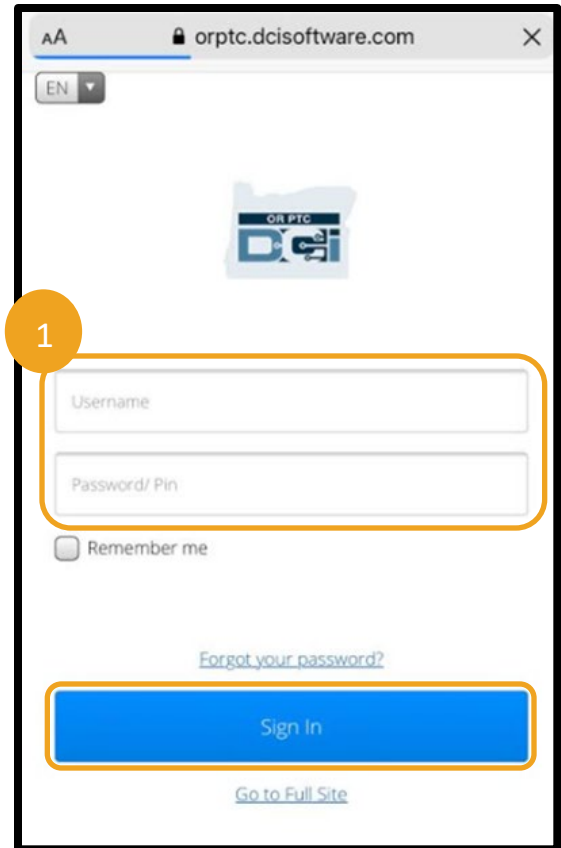 AA orptc.dcisoftware.com X
EN
OR PTC
DCi
1
Username
Password/ Pin
Remember me
Forgot your password?
Sign In
Go to Full Site